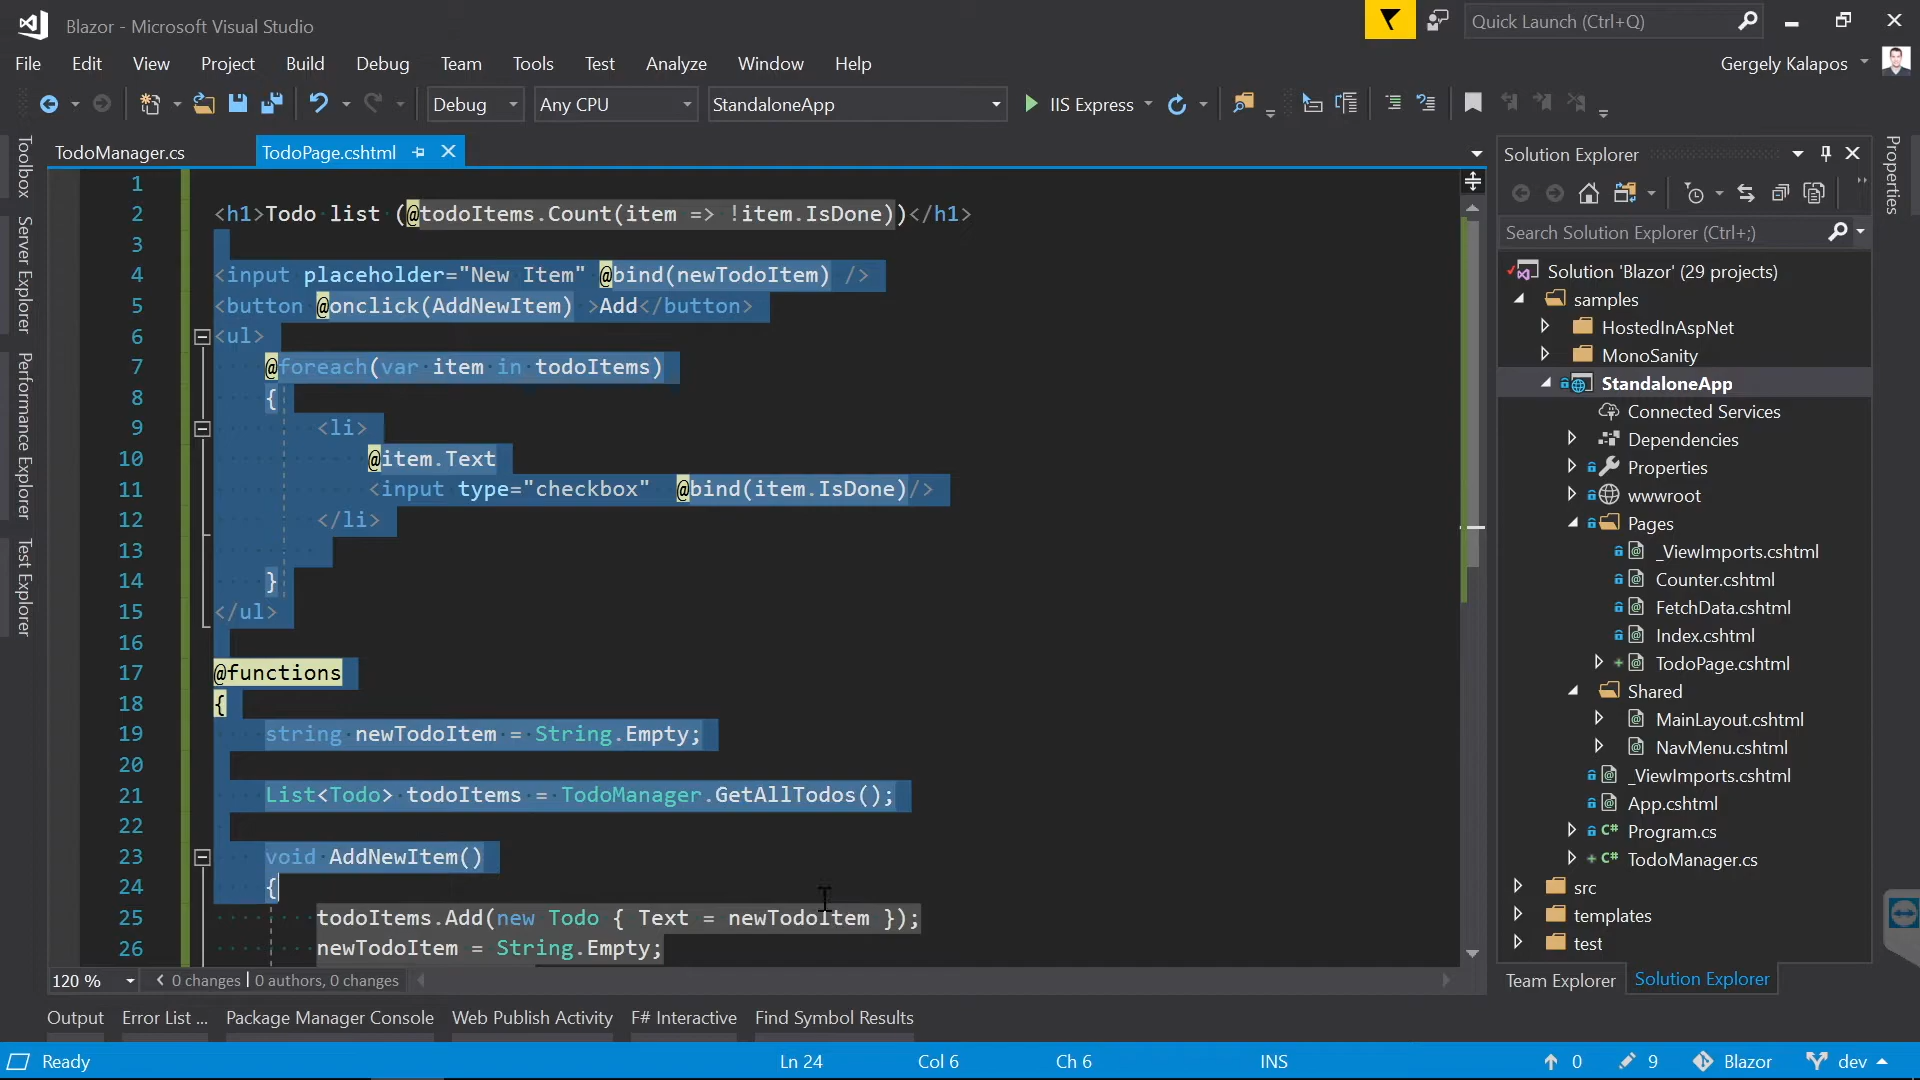 Blazor - Microsoft Visual Studio
Quick Launch (Ctrl+Q)
File Edit View Project Build Debug Team Tools Test Analyze Window Help
Gergely Kalapos
Debug Any CPU StandaloneApp IIS Express
Toolbox
Server Explorer
Performance Explorer
Test Explorer
TodoManager.cs TodoPage.cshtml
1
2 <h1>Todo list (@todoItems.Count(item => !item.IsDone))</h1>
3
4 <input placeholder="New Item" @bind(newTodoItem) />
5 <button @onclick(AddNewItem) >Add</button>
6 <ul>
7 @foreach(var item in todoItems)
8 {
9 <li>
10 @item.Text
11 <input type="checkbox" @bind(item.IsDone)/>
12 </li>
13
14 }
15 </ul>
16
17 @functions
18 {
19 string newTodoItem = String.Empty;
20
21 List<Todo> todoItems = TodoManager.GetAllTodos();
22
23 void AddNewItem()
24 {
25 todoItems.Add(new Todo { Text = newTodoItem });
26 newTodoItem = String.Empty;
120 % 0 changes | 0 authors, 0 changes
Solution Explorer
Search Solution Explorer (Ctrl+;)
Solution 'Blazor' (29 projects)
samples
HostedInAspNet
MonoSanity
StandaloneApp
Connected Services
Dependencies
Properties
wwwroot
Pages
_ViewImports.cshtml
Counter.cshtml
FetchData.cshtml
Index.cshtml
TodoPage.cshtml
Shared
MainLayout.cshtml
NavMenu.cshtml
_ViewImports.cshtml
App.cshtml
C# Program.cs
C# TodoManager.cs
src
templates
test
Team Explorer Solution Explorer
Properties
Output Error List ... Package Manager Console Web Publish Activity F# Interactive Find Symbol Results
Ready Ln 24 Col 6 Ch 6 INS 0 9 Blazor dev